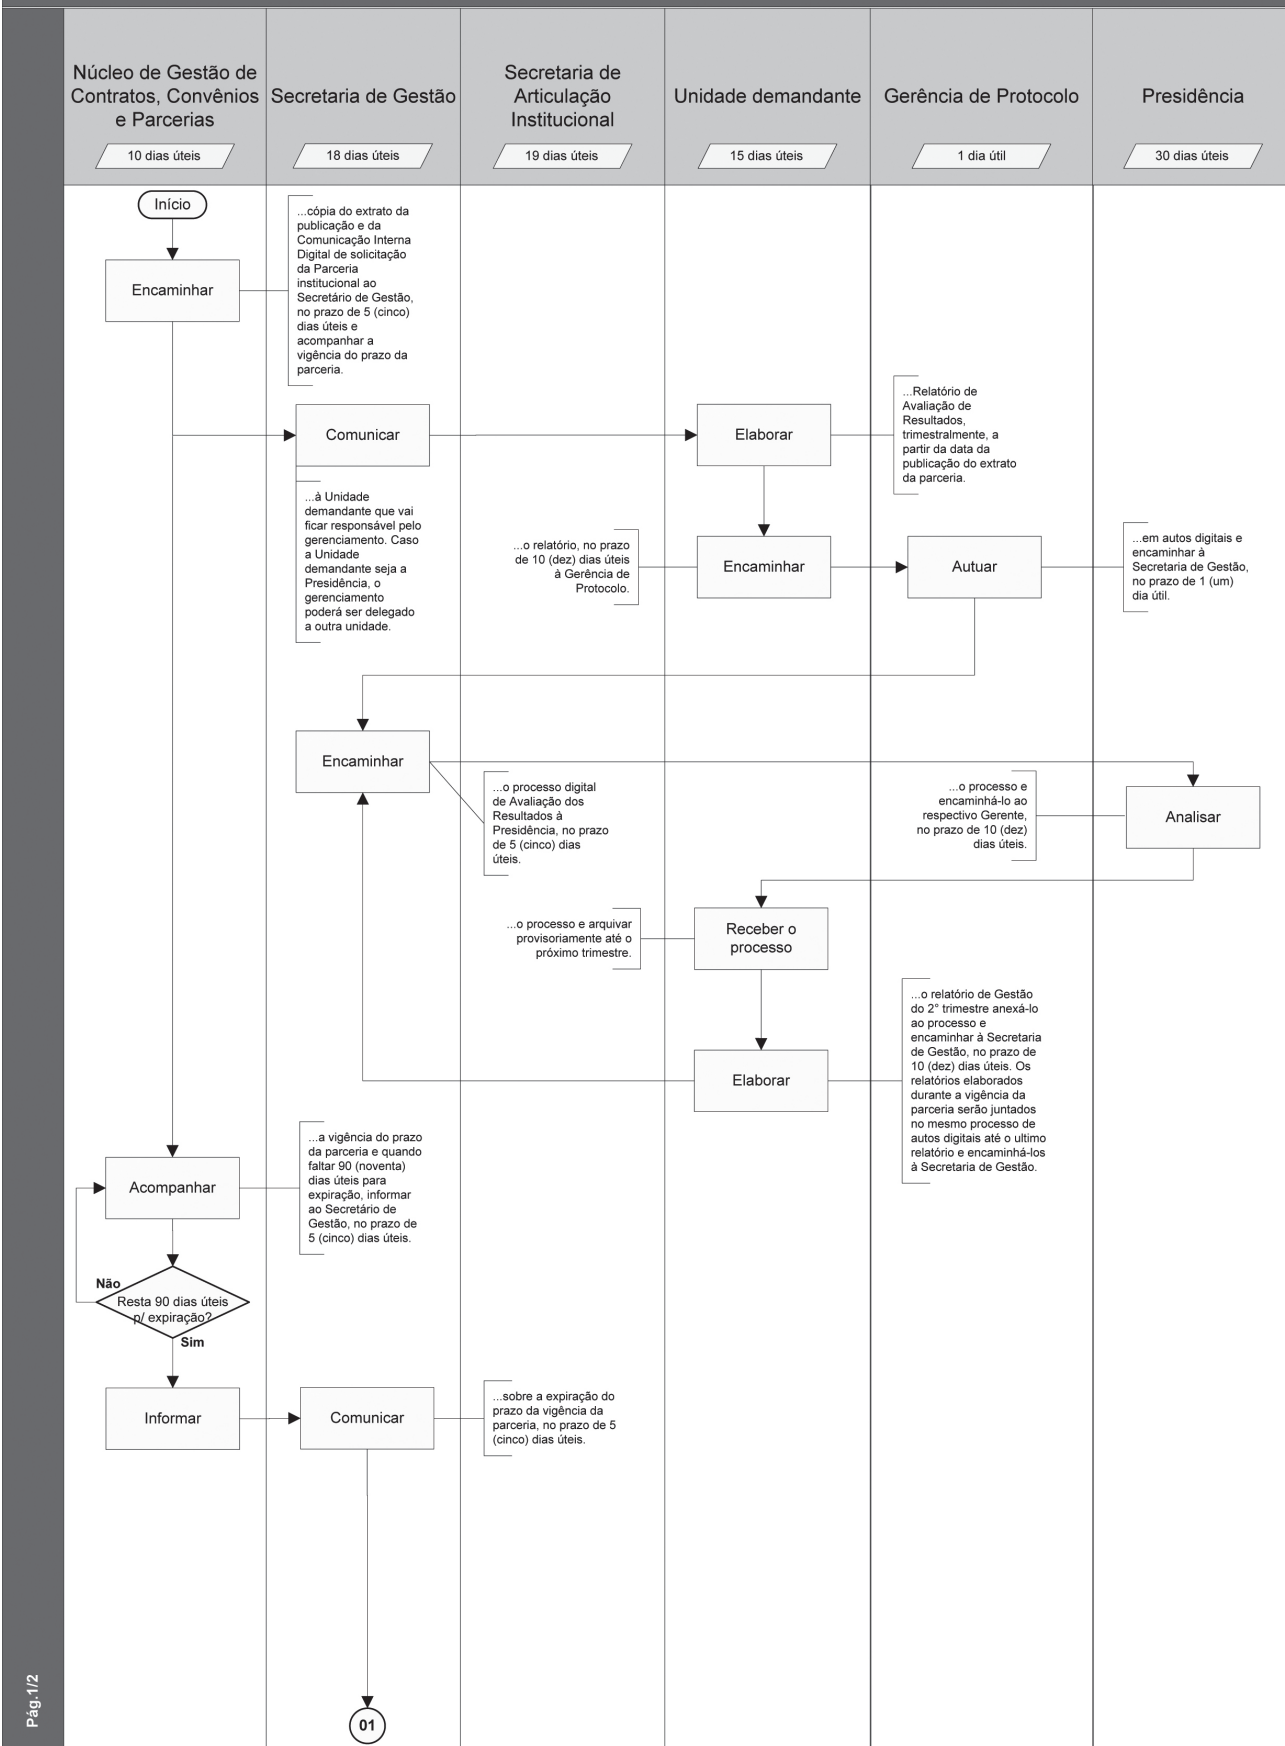 Núcleo de Gestão de
Contratos, Convênios
e Parcerias
10 dias úteis
Secretaria de Gestão
18 dias úteis
Secretaria de
Articulação
Institucional
19 dias úteis
Unidade demandante
15 dias úteis
Gerência de Protocolo
1 dia útil
Presidência
30 dias úteis
Início
Encaminhar
...cópia do extrato da
publicação e da
Comunicação Interna
Digital de solicitação
da Parceria
institucional ao
Secretário de Gestão,
no prazo de 5 (cinco)
dias úteis e
acompanhar a
vigência do prazo da
parceria.
Comunicar
...à Unidade
demandante que vai
ficar responsável pelo
gerenciamento. Caso
a Unidade
demandante seja a
Presidência, o
gerenciamento
poderá ser delegado
a outra unidade.
Elaborar
...Relatório de
Avaliação de
Resultados,
trimestralmente, a
partir da data da
publicação do extrato
da parceria.
...o relatório, no prazo
de 10 (dez) dias úteis
à Gerência de
Protocolo.
Encaminhar
Autuar
...em autos digitais e
encaminhar à
Secretaria de Gestão,
no prazo de 1 (um)
dia útil.
Encaminhar
...o processo digital
de Avaliação dos
Resultados à
Presidência, no prazo
de 5 (cinco) dias
úteis.
...o processo e
encaminhá-lo ao
respectivo Gerente,
no prazo de 10 (dez)
dias úteis.
Analisar
...o processo e arquivar
provisoriamente até o
próximo trimestre.
Receber o
processo
Elaborar
...o relatório de Gestão
do 2° trimestre anexá-lo
ao processo e
encaminhar à Secretaria
de Gestão, no prazo de
10 (dez) dias úteis. Os
relatórios elaborados
durante a vigência da
parceria serão juntados
no mesmo processo de
autos digitais até o ultimo
relatório e encaminhá-los
à Secretaria de Gestão.
Acompanhar
...a vigência do prazo
da parceria e quando
faltar 90 (noventa)
dias úteis para
expiração, informar
ao Secretário de
Gestão, no prazo de
5 (cinco) dias úteis.
Não
Resta 90 dias úteis
p/ expiração?
Sim
Informar
Comunicar
...sobre a expiração do
prazo da vigência da
parceria, no prazo de 5
(cinco) dias úteis.
01
Pág.1/2